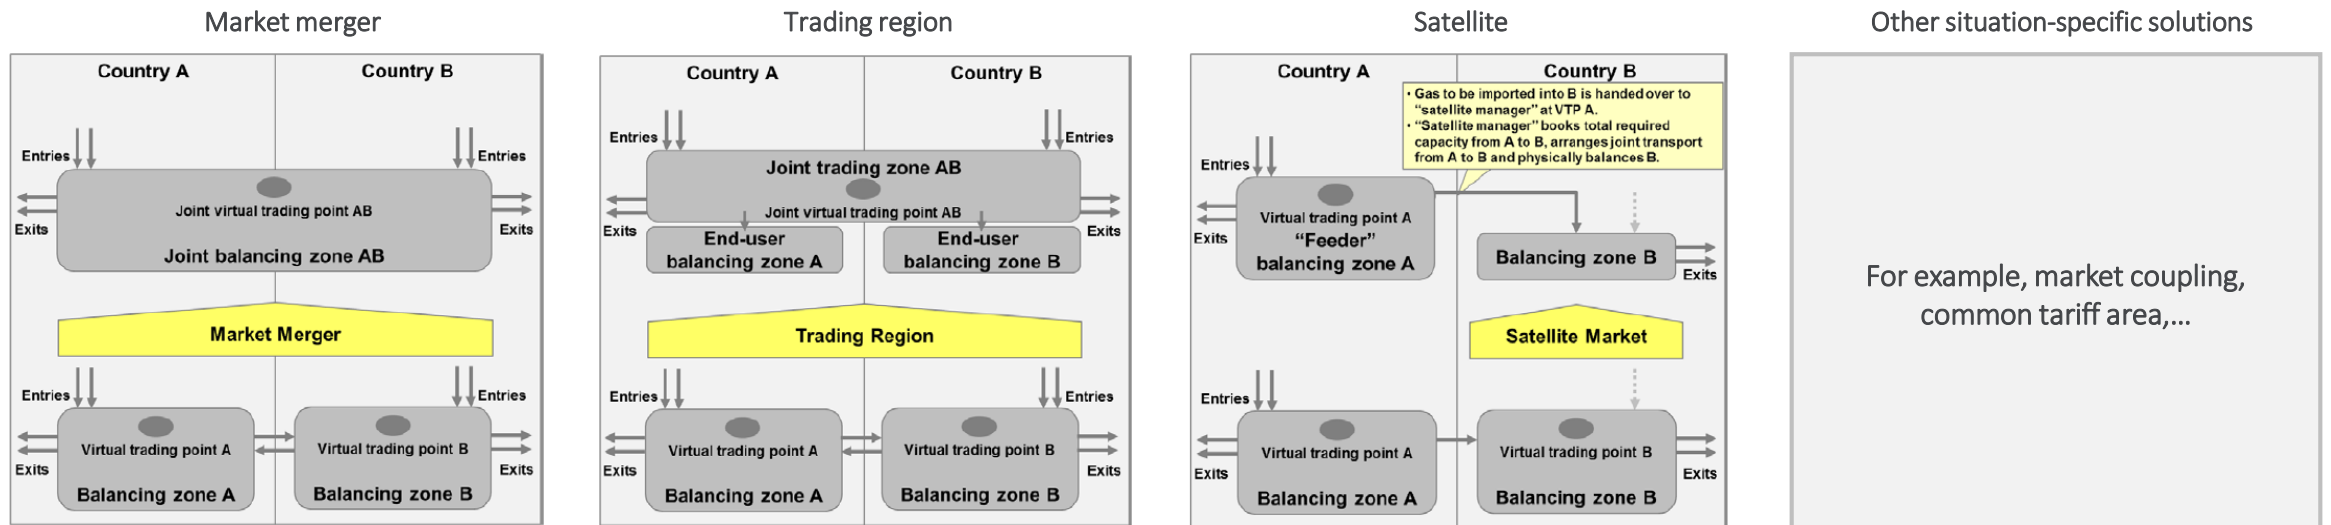 Market merger
Country A
Country B
Entries
Entries
Joint virtual trading point AB
Exits
Exits
Joint balancing zone AB
Market Merger
Entries
Entries
Virtual trading point A
Virtual trading point B
Exits
Exits
Balancing zone A
Balancing zone B
Trading region
Country A
Country B
Entries
Entries
Joint trading zone AB
Joint virtual trading point AB
Exits
Exits
End-user
balancing zone A
End-user
balancing zone B
Trading Region
Entries
Entries
Virtual trading point A
Virtual trading point B
Exits
Exits
Balancing zone A
Balancing zone B
Satellite
Country A
Country B
• Gas to be imported into B is handed over to
“satellite manager” at VTP A.
• “Satellite manager” books total required
capacity from A to B, arranges joint transport
from A to B and physically balances B.
Entries
Virtual trading point A
Exits
“Feeder”
balancing zone A
Balancing zone B
Exits
Satellite Market
Entries
Virtual trading point A
Virtual trading point B
Exits
Exits
Balancing zone A
Balancing zone B
Other situation-specific solutions
For example, market coupling,
common tariff area,...